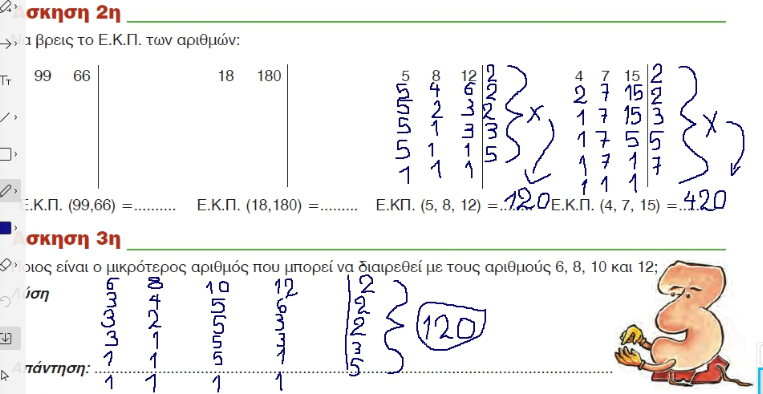 σκηση 2η
α βρεις το Ε.Κ.Π. των αριθμών:
99 66
18 180
5 8 12 2
5 4 6 2
5 2 3 2
5 1 3 3
5 1 1 5
1 1 1
x
4 7 15 2
2 7 15 2
1 7 15 3
1 7 5 5
1 7 1 7
1 1 1
x
Ε.Κ.Π. (99,66) =..........
Ε.Κ.Π. (18,180) =.........
Ε.ΚΠ. (5, 8, 12) =........ 120
Ε.Κ.Π. (4, 7, 15) =........ 420
σκηση 3η
οιος είναι ο μικρότερος αριθμός που μπορεί να διαιρεθεί με τους αριθμούς 6, 8, 10 και 12;
ύση
6 8 10 12 2
3 4 5 6 2
3 2 5 3 2
3 1 5 3 3
1 1 5 1 5
1 1 1 1
120
πάντηση: